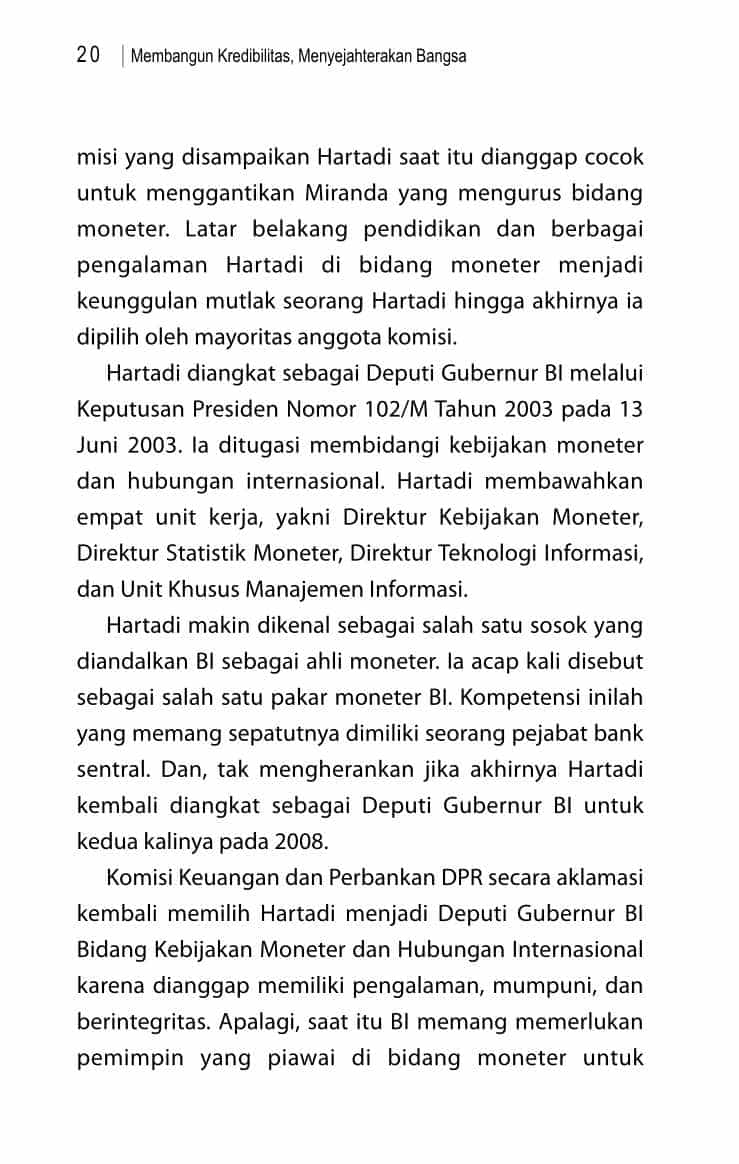 20 | Membangun Kredibilitas, Menyejahterakan Bangsa
misi yang disampaikan Hartadi saat itu dianggap cocok
untuk menggantikan Miranda yang mengurus bidang
moneter. Latar belakang pendidikan dan berbagai
pengalaman Hartadi di bidang moneter menjadi
keunggulan mutlak seorang Hartadi hingga akhirnya ia
dipilih oleh mayoritas anggota komisi.
Hartadi diangkat sebagai Deputi Gubernur BI melalui
Keputusan Presiden Nomor 102/M Tahun 2003 pada 13
Juni 2003. Ia ditugasi membidangi kebijakan moneter
dan hubungan internasional. Hartadi membawahkan
empat unit kerja, yakni Direktur Kebijakan Moneter,
Direktur Statistik Moneter, Direktur Teknologi Informasi,
dan Unit Khusus Manajemen Informasi.
Hartadi makin dikenal sebagai salah satu sosok yang
diandalkan BI sebagai ahli moneter. Ia acap kali disebut
sebagai salah satu pakar moneter BI. Kompetensi inilah
yang memang sepatutnya dimiliki seorang pejabat bank
sentral. Dan, tak mengherankan jika akhirnya Hartadi
kembali diangkat sebagai Deputi Gubernur BI untuk
kedua kalinya pada 2008.
Komisi Keuangan dan Perbankan DPR secara aklamasi
kembali memilih Hartadi menjadi Deputi Gubernur BI
Bidang Kebijakan Moneter dan Hubungan Internasional
karena dianggap memiliki pengalaman, mumpuni, dan
berintegritas. Apalagi, saat itu BI memang memerlukan
pemimpin yang piawai di bidang moneter untuk